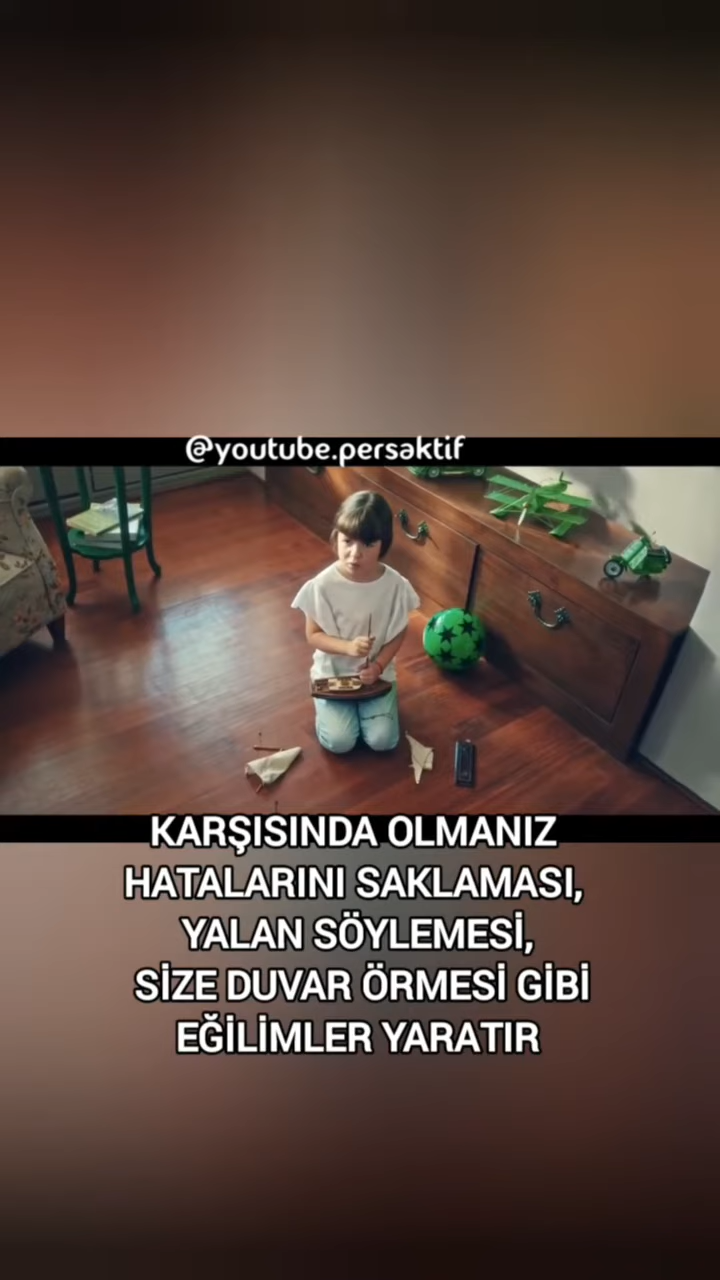 @youtube.persaktif
KARŞISINDA OLMANIZ
HATALARINI SAKLAMASI,
YALAN SÖYLEMESİ,
SİZE DUVAR ÖRMESİ GİBİ
EĞİLİMLER YARATIR